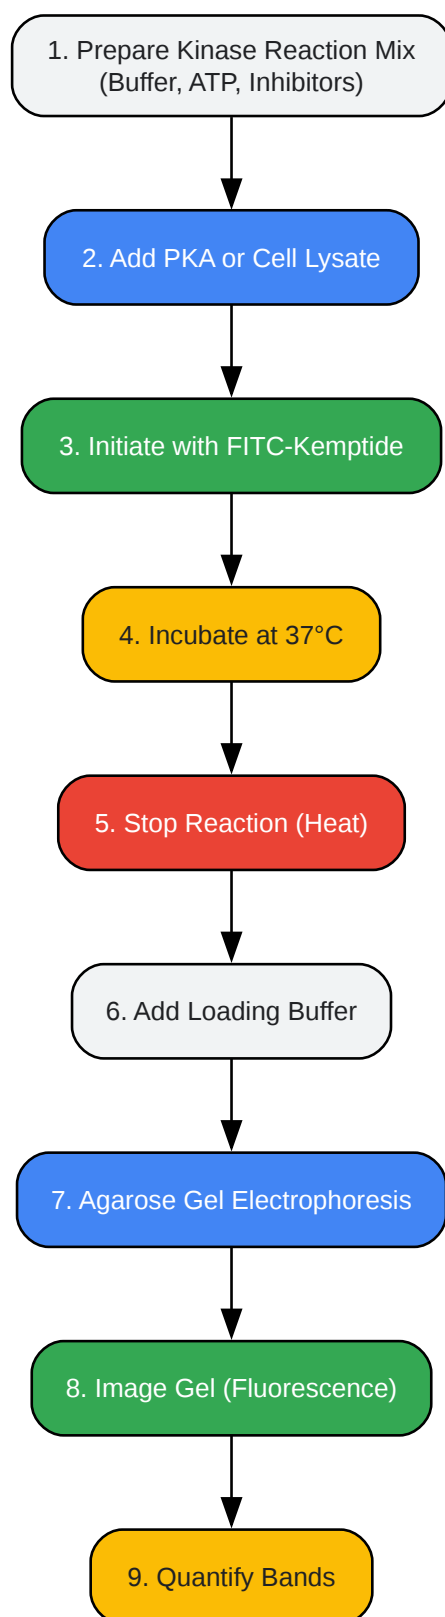 1. Prepare Kinase Reaction Mix
(Buffer, ATP, Inhibitors)
2. Add PKA or Cell Lysate
3. Initiate with FITC-Kemptide
4. Incubate at 37°C
5. Stop Reaction (Heat)
6. Add Loading Buffer
7. Agarose Gel Electrophoresis
8. Image Gel (Fluorescence)
9. Quantify Bands